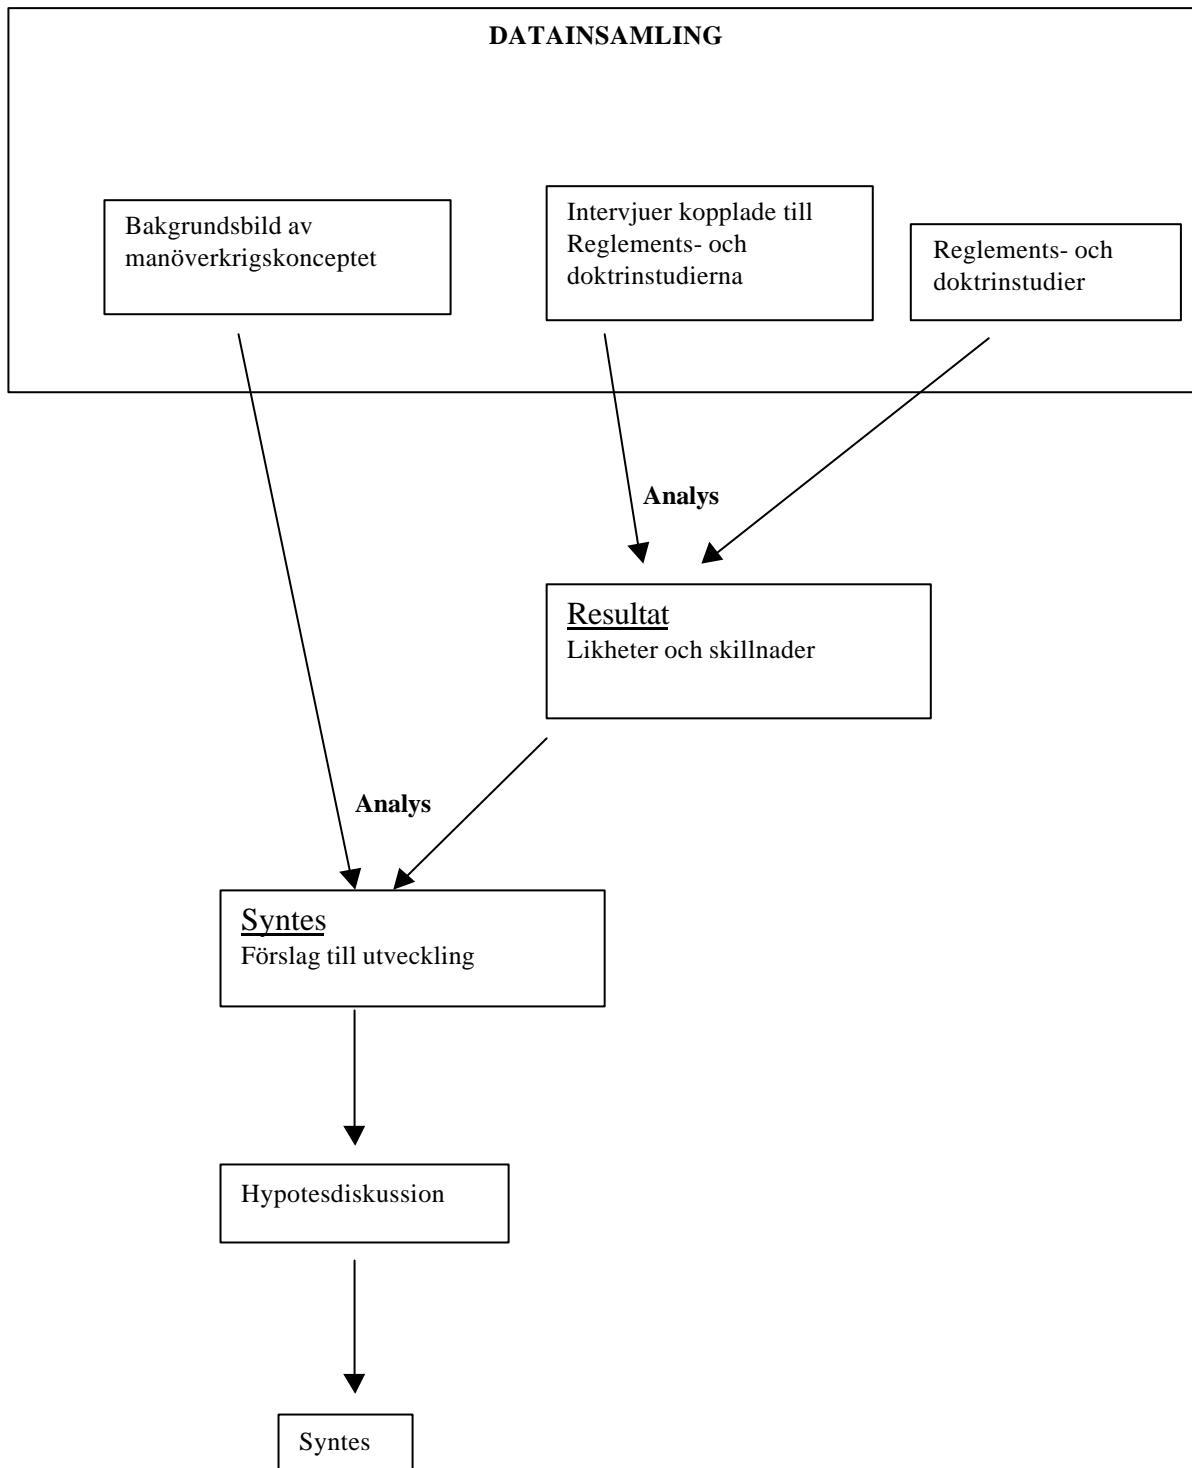 DATAINSAMLING
Bakgrundsbild av
manöverkrigskonceptet
Intervjuer kopplade till
Reglements- och
doktrinstudierna
Reglements- och
doktrinstudier
Analys
Resultat
Likheter och skillnader
Analys
Syntes
Förslag till utveckling
Hypotesdiskussion
Syntes